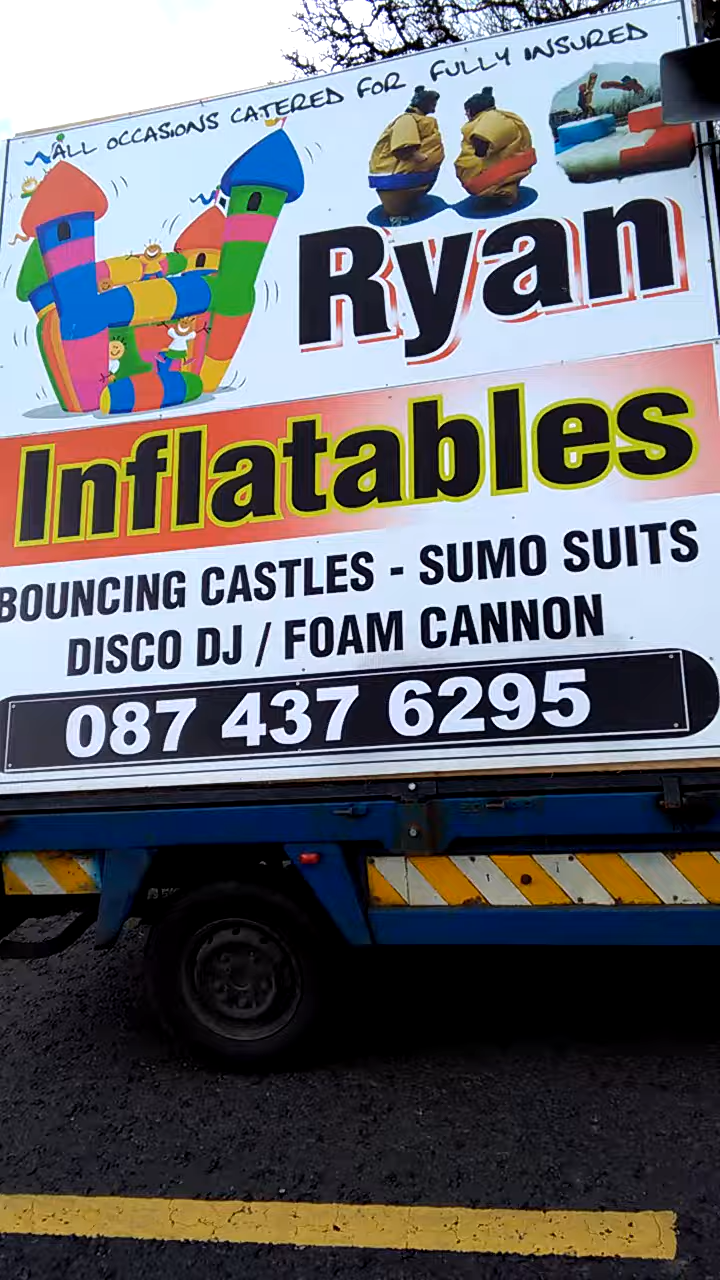 ALL OCCASIONS CATERED FOR FULLY INSURED
Ryan
Inflatables
BOUNCING CASTLES - SUMO SUITS
DISCO DJ / FOAM CANNON
087 437 6295